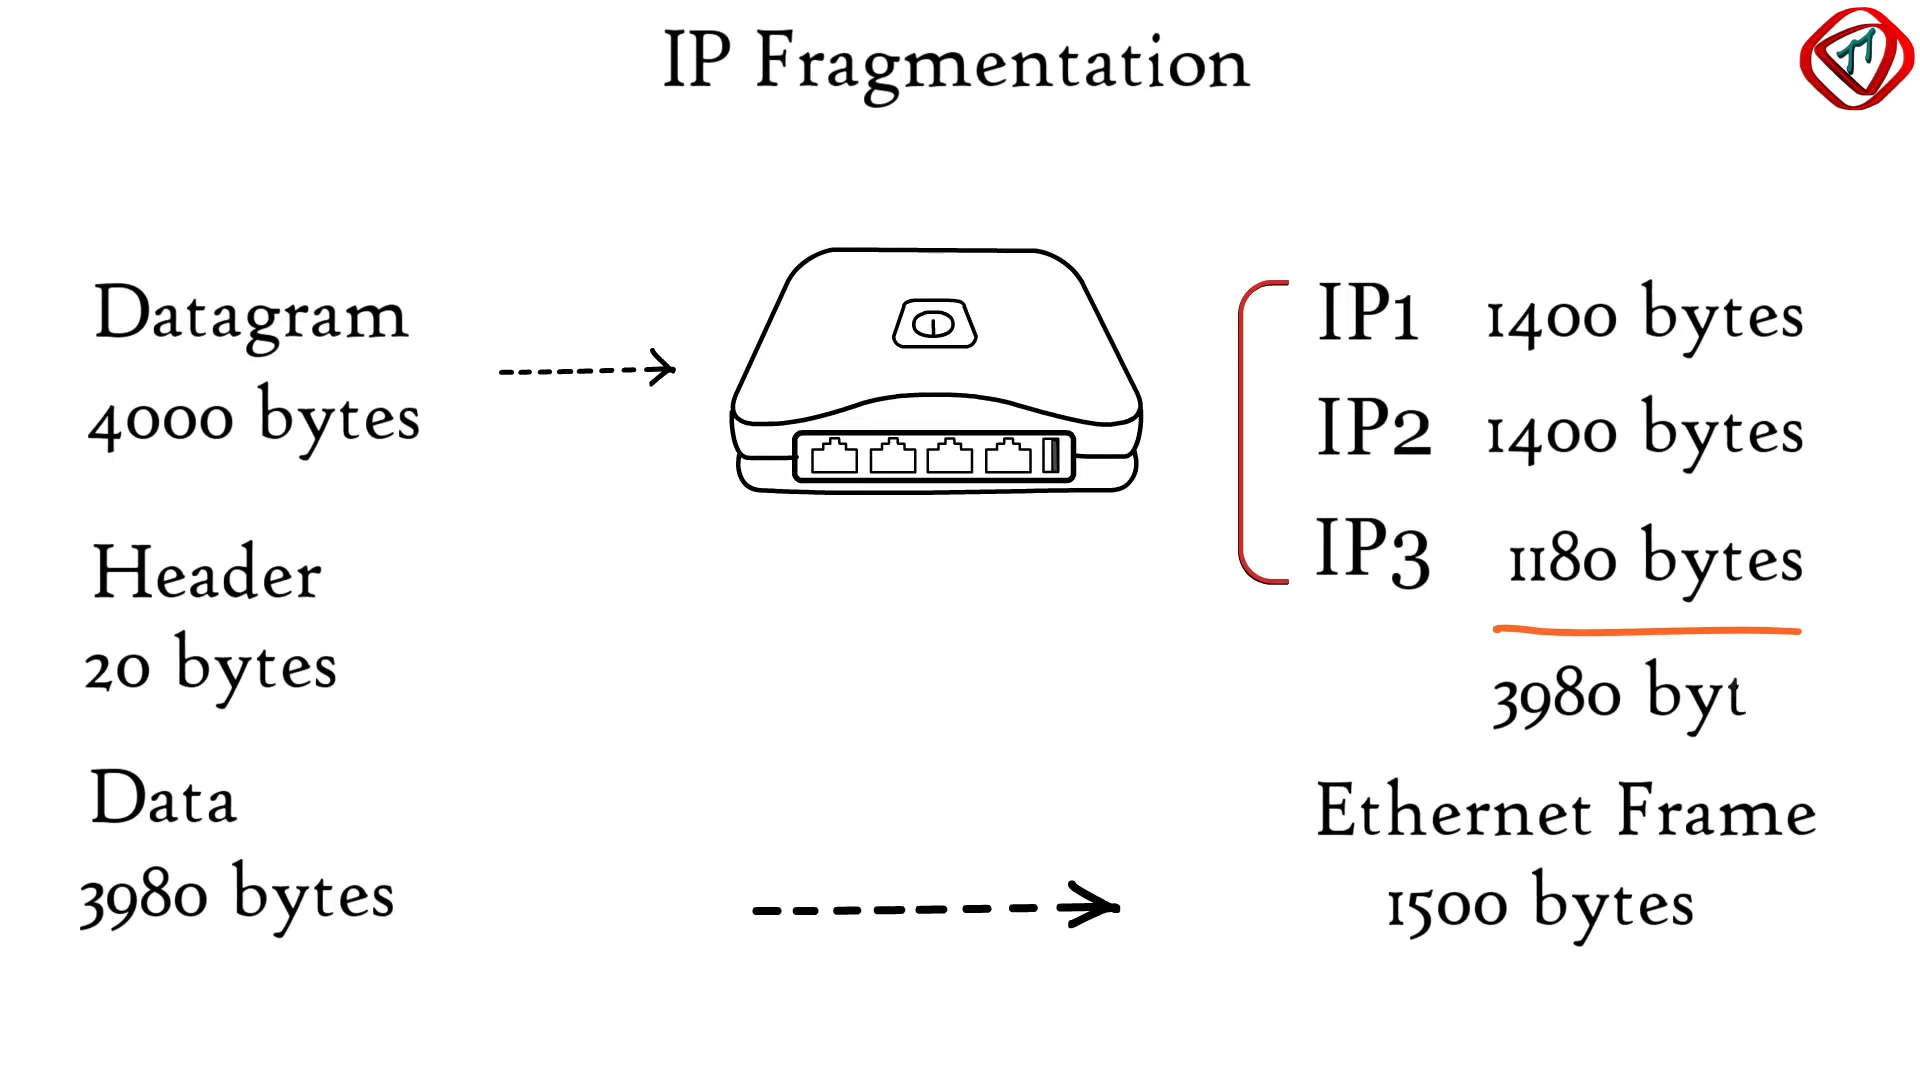 IP Fragmentation
Datagram
4000 bytes
Header
20 bytes
Data
3980 bytes
IP1 1400 bytes
IP2 1400 bytes
IP3 1180 bytes
3980 byt
Ethernet Frame
1500 bytes